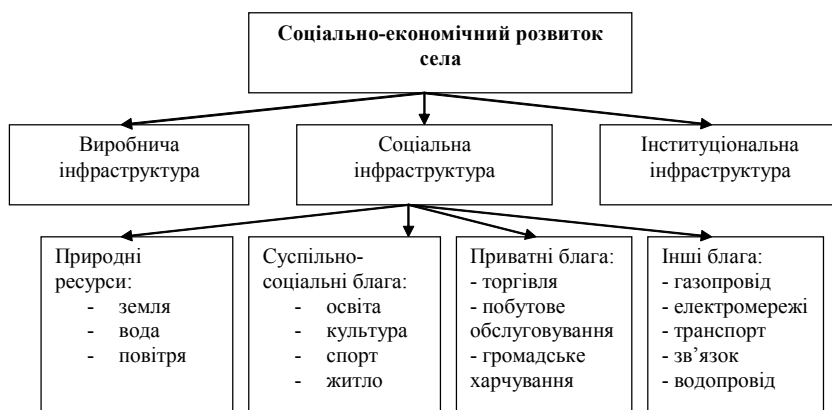 Соціально-економічний розвиток
села
Виробнича
інфраструктура
Соціальна
інфраструктура
Інституціональна
інфраструктура
Природні
ресурси:
- земля
- вода
- повітря
Суспільно-
соціальні блага:
- освіта
- культура
- спорт
- житло
Приватні блага:
- торгівля
- побутове
обслуговування
- громадське
харчування
Інші блага:
- газопровід
- електромережі
- транспорт
- зв’язок
- водопровід